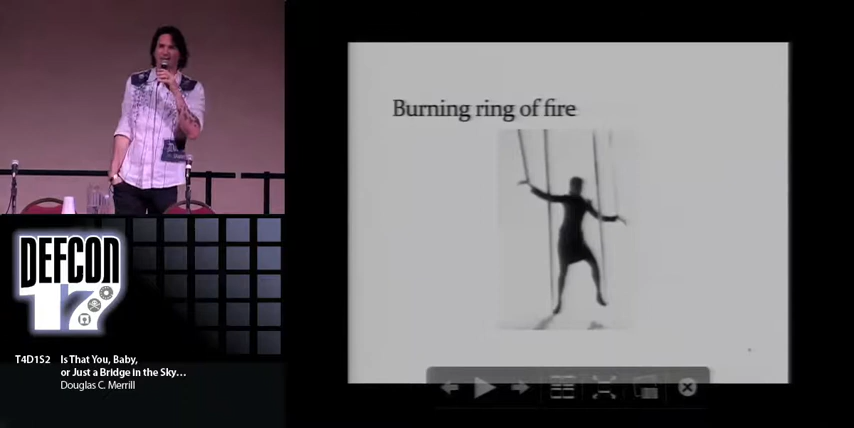 Burning ring of fire
DEFCON
17
T4D1S2 Is That You, Baby,
or Just a Bridge in the Sky...
Douglas C. Merrill